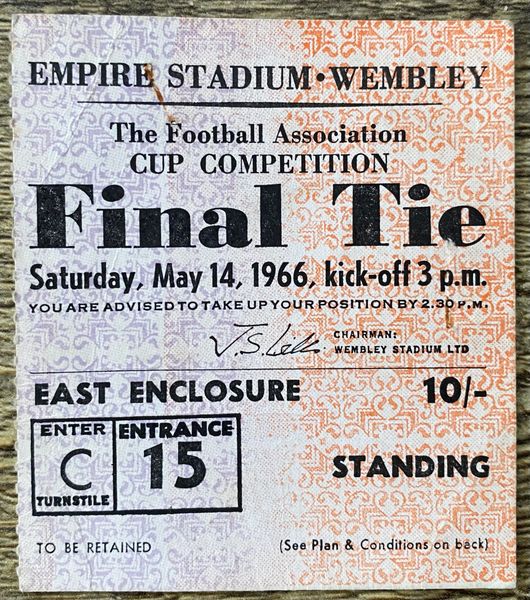 EMPIRE STADIUM • WEMBLEY
The Football Association
CUP COMPETITION
Final Tie
Saturday, May 14, 1966, kick-off 3 p.m.
YOU ARE ADVISED TO TAKE UP YOUR POSITION BY 2.30 P.M.
CHAIRMAN:
WEMBLEY STADIUM LTD
EAST ENCLOSURE 10/-
ENTER
C
TURNSTILE
ENTRANCE
15
STANDING
TO BE RETAINED
(See Plan & Conditions on back)